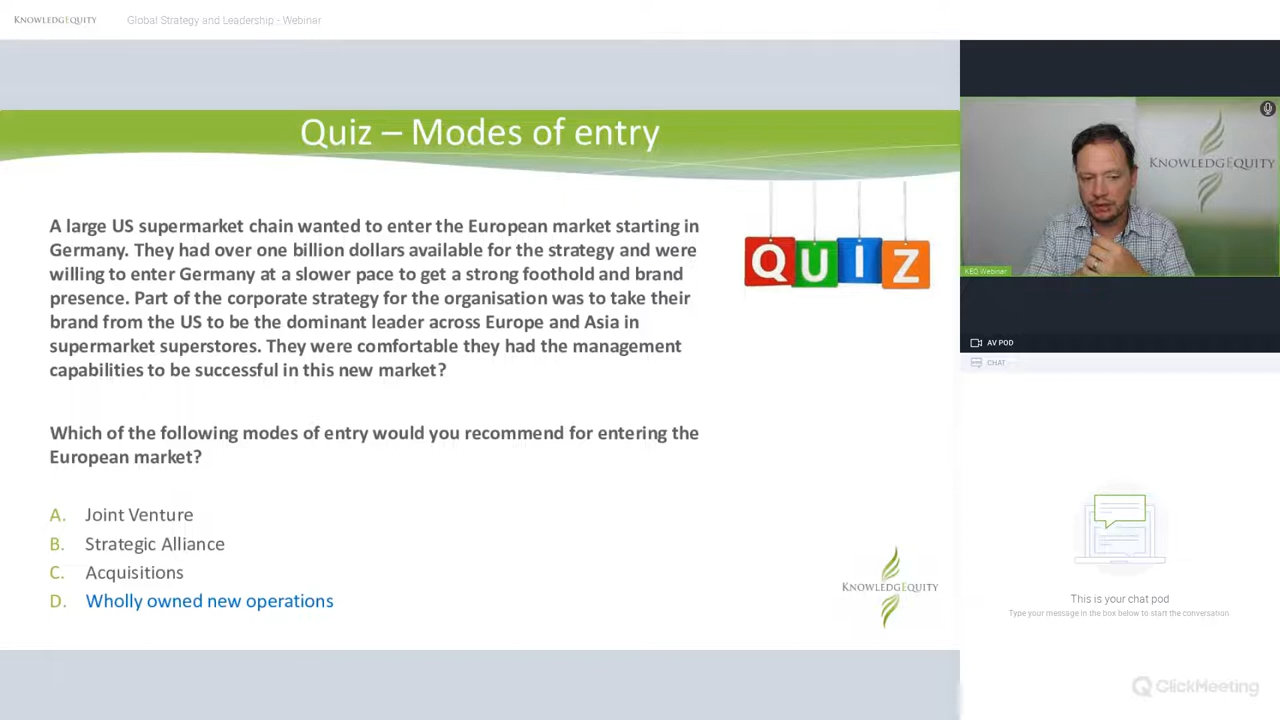 KNOWLEDGEQUITY
Global Strategy and Leadership - Webinar
Quiz – Modes of entry
A large US supermarket chain wanted to enter the European market starting in
Germany. They had over one billion dollars available for the strategy and were
willing to enter Germany at a slower pace to get a strong foothold and brand
presence. Part of the corporate strategy for the organisation was to take their
brand from the US to be the dominant leader across Europe and Asia in
supermarket superstores. They were comfortable they had the management
capabilities to be successful in this new market?
QUIZ
Which of the following modes of entry would you recommend for entering the
European market?
A. Joint Venture
B. Strategic Alliance
C. Acquisitions
D. Wholly owned new operations
KNOWLEDGEQUITY
KNOWLEDGEQUITY
KEQ Webinar
AV POD
CHAT
This is your chat pod
Type your message in the box below to start the conversation
ClickMeeting